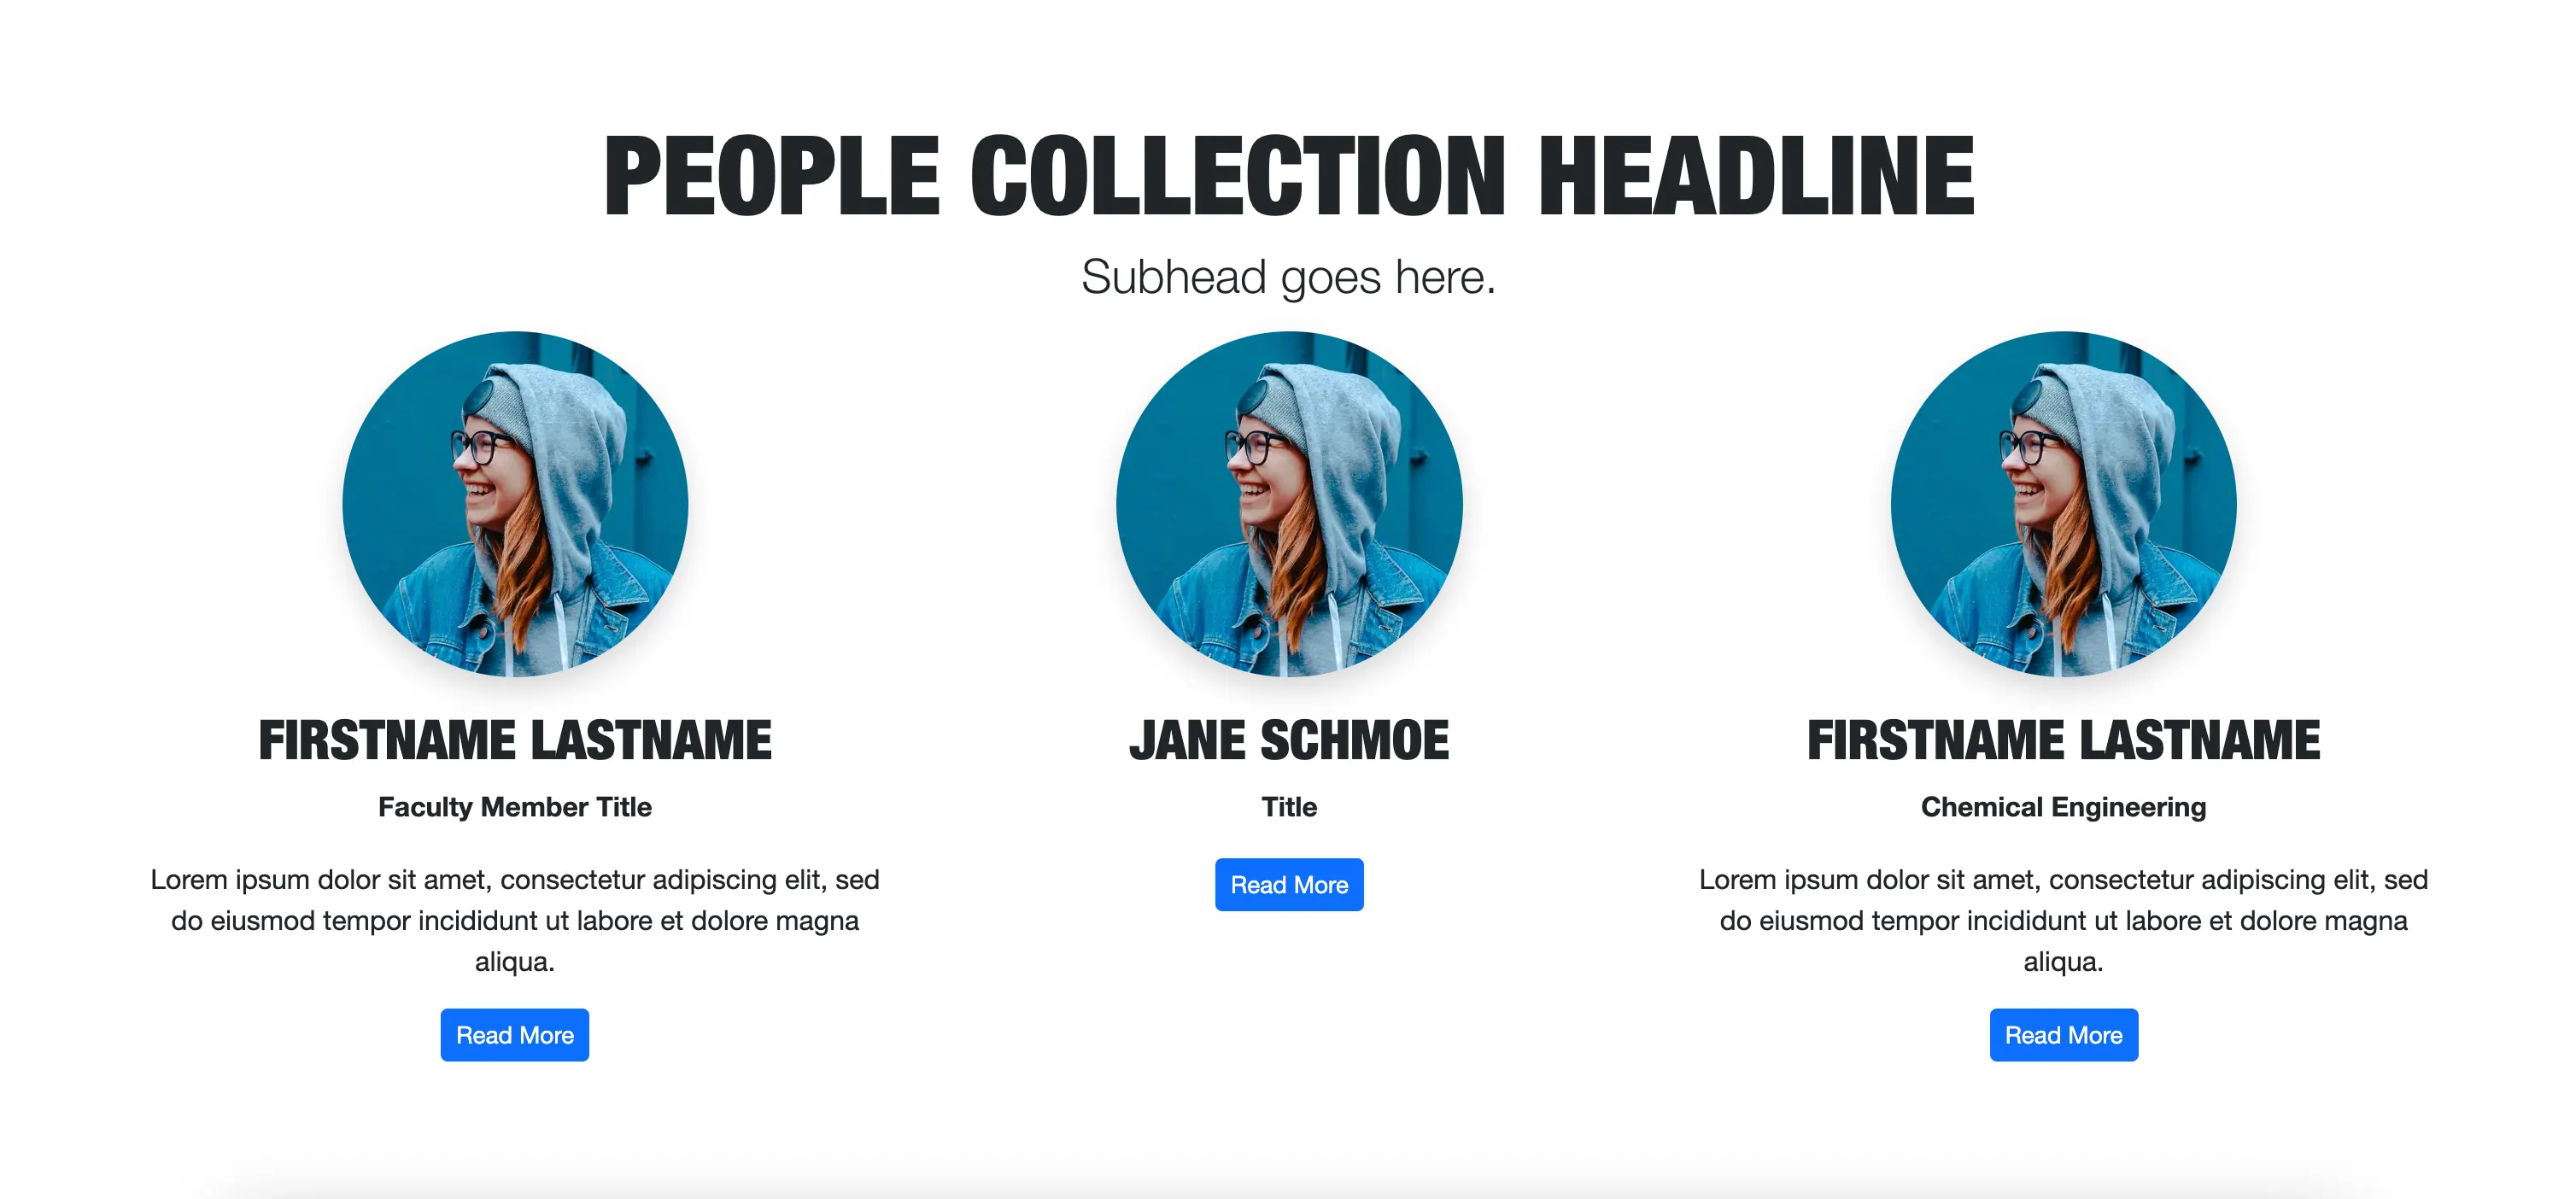 PEOPLE COLLECTION HEADLINE
Subhead goes here.
FIRSTNAME LASTNAME
Faculty Member Title
Lorem ipsum dolor sit amet, consectetur adipiscing elit, sed
do eiusmod tempor incididunt ut labore et dolore magna
aliqua.
Read More
JANE SCHMOE
Title
Read More
FIRSTNAME LASTNAME
Chemical Engineering
Lorem ipsum dolor sit amet, consectetur adipiscing elit, sed
do eiusmod tempor incididunt ut labore et dolore magna
aliqua.
Read More